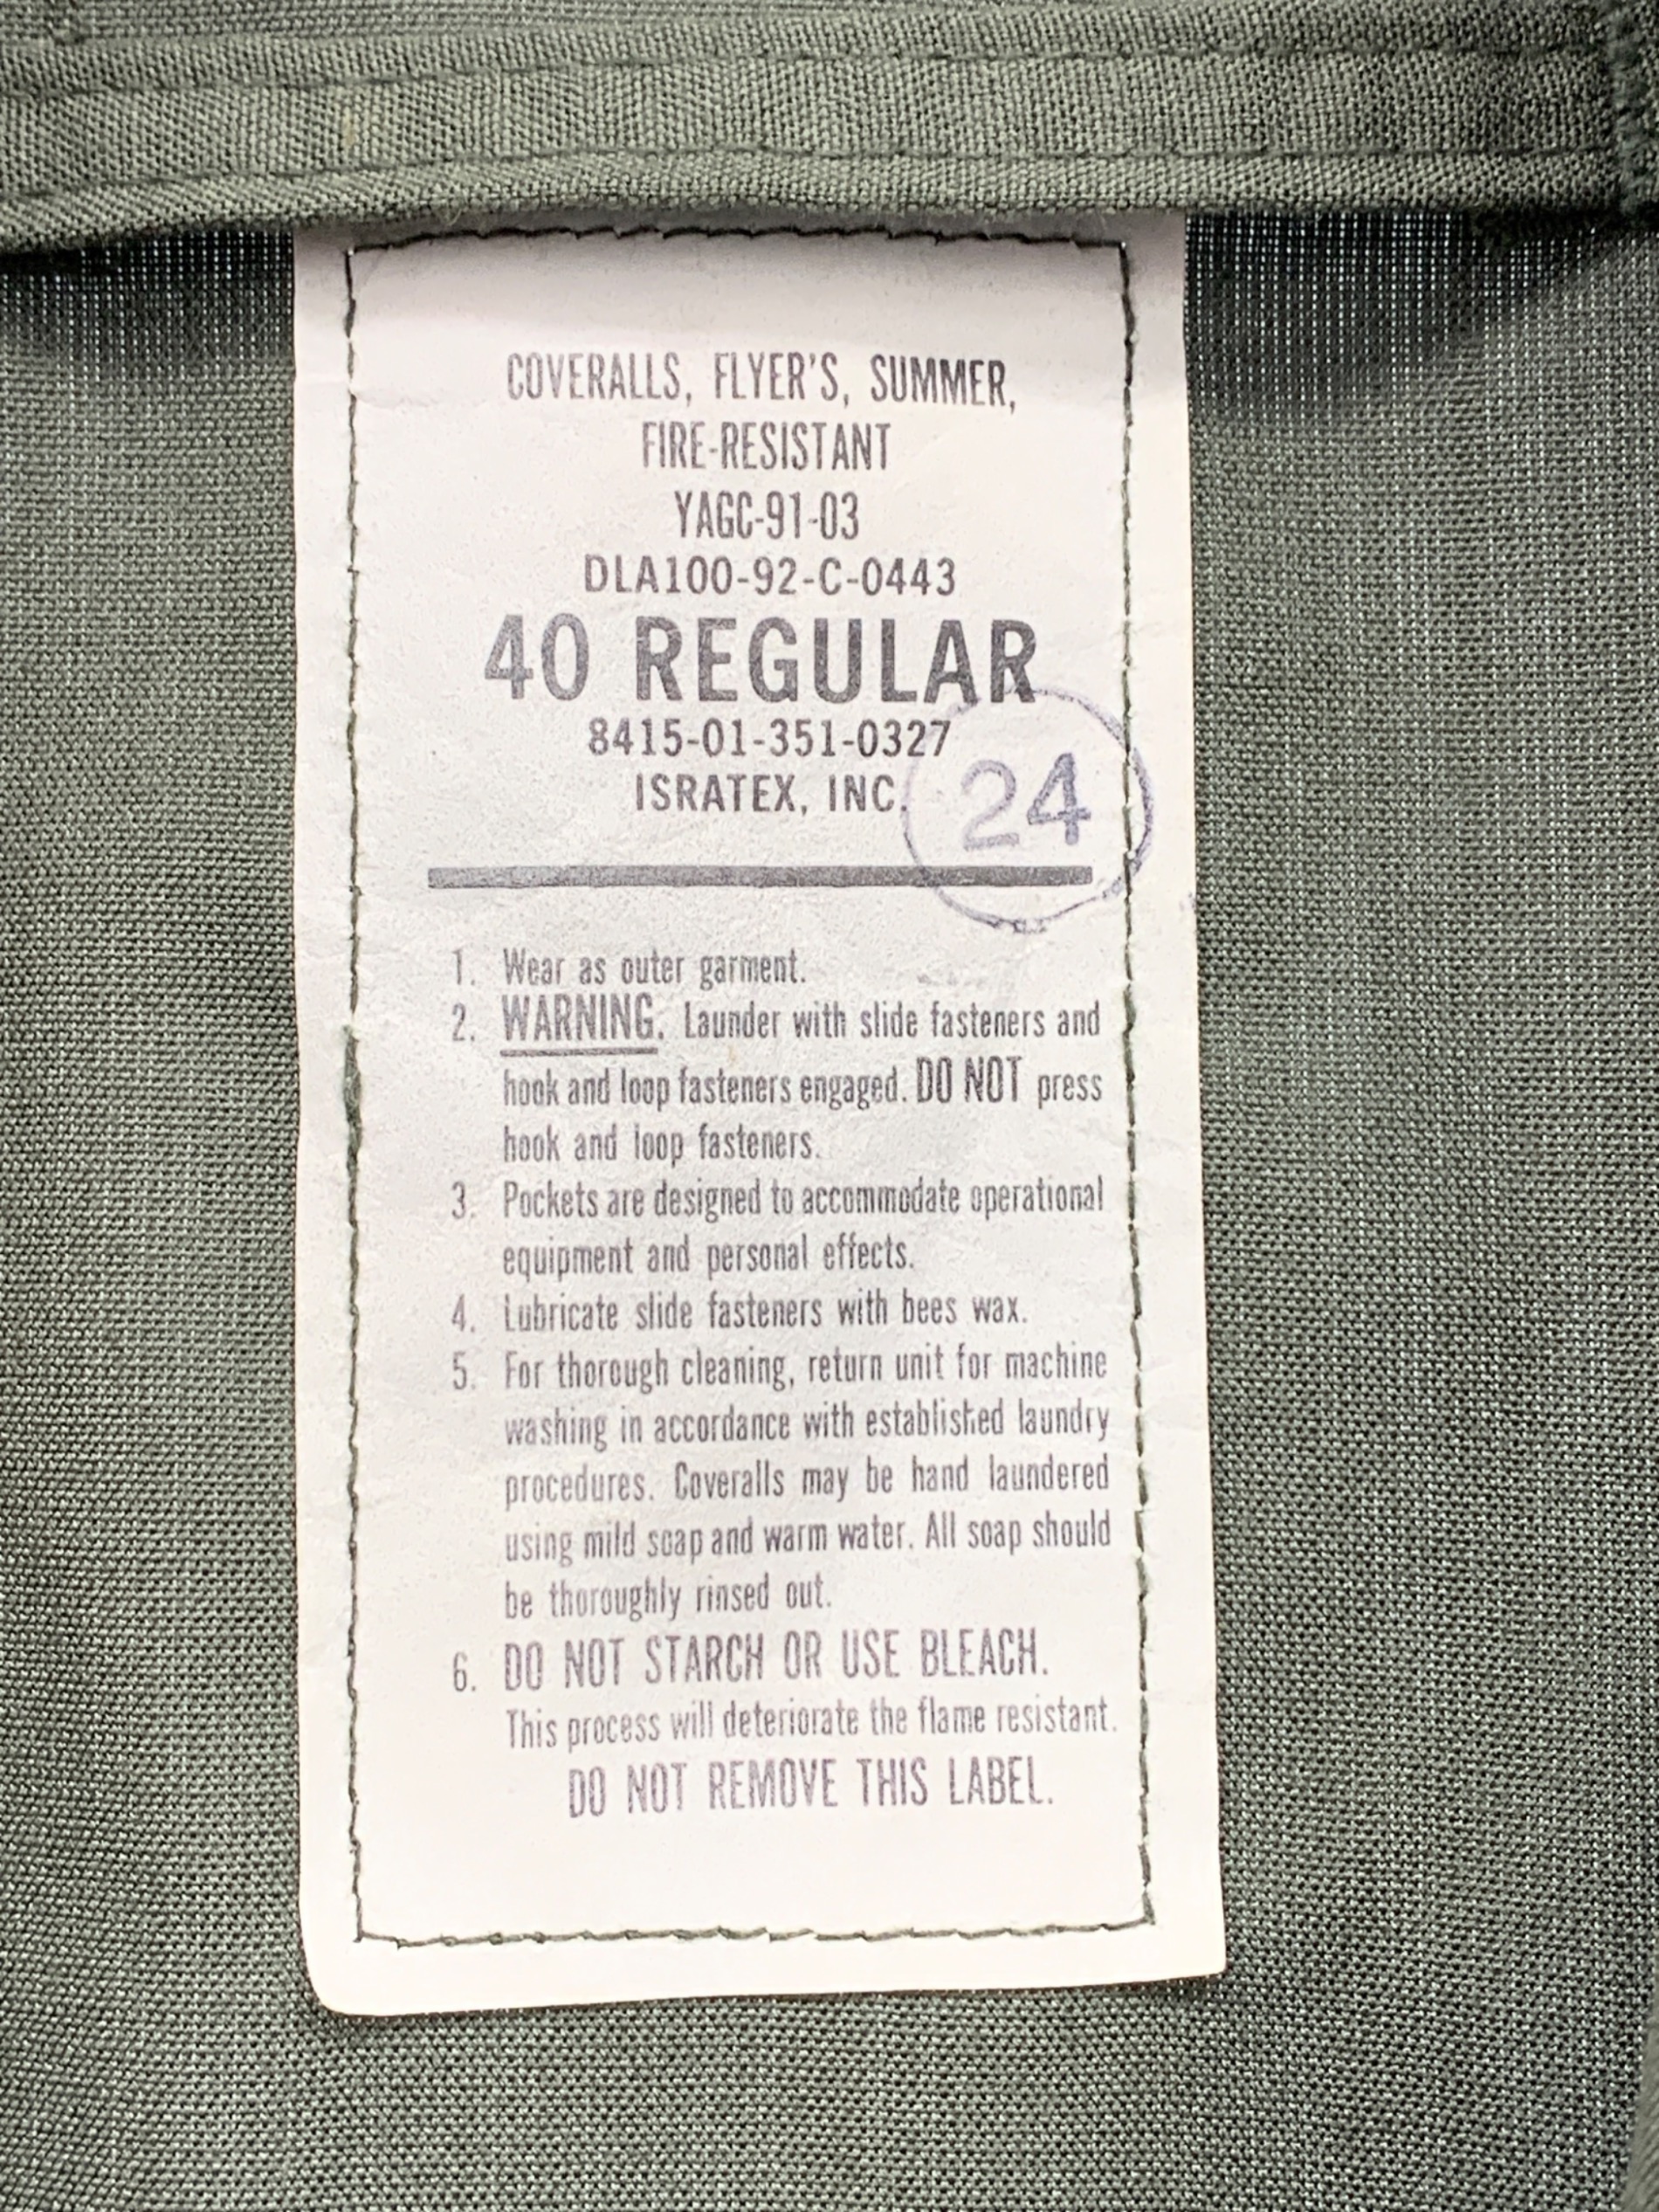 COVERALLS, FLYER'S, SUMMER,
FIRE-RESISTANT
YAGC-91-03
DLA100-92-C-0443
40 REGULAR
8415-01-351-0327
ISRATEX, INC.
24
1. Wear as outer garment.
2. WARNING. Launder with slide fasteners and
hook and loop fasteners engaged. DO NOT press
hook and loop fasteners.
3. Pockets are designed to accommodate operational
equipment and personal effects.
4. Lubricate slide fasteners with bees wax.
5. For thorough cleaning, return unit for machine
washing in accordance with established laundry
procedures. Coveralls may be hand laundered
using mild soap and warm water. All soap should
be thoroughly rinsed out.
6. DO NOT STARCH OR USE BLEACH.
This process will deteriorate the flame resistant.
DO NOT REMOVE THIS LABEL.